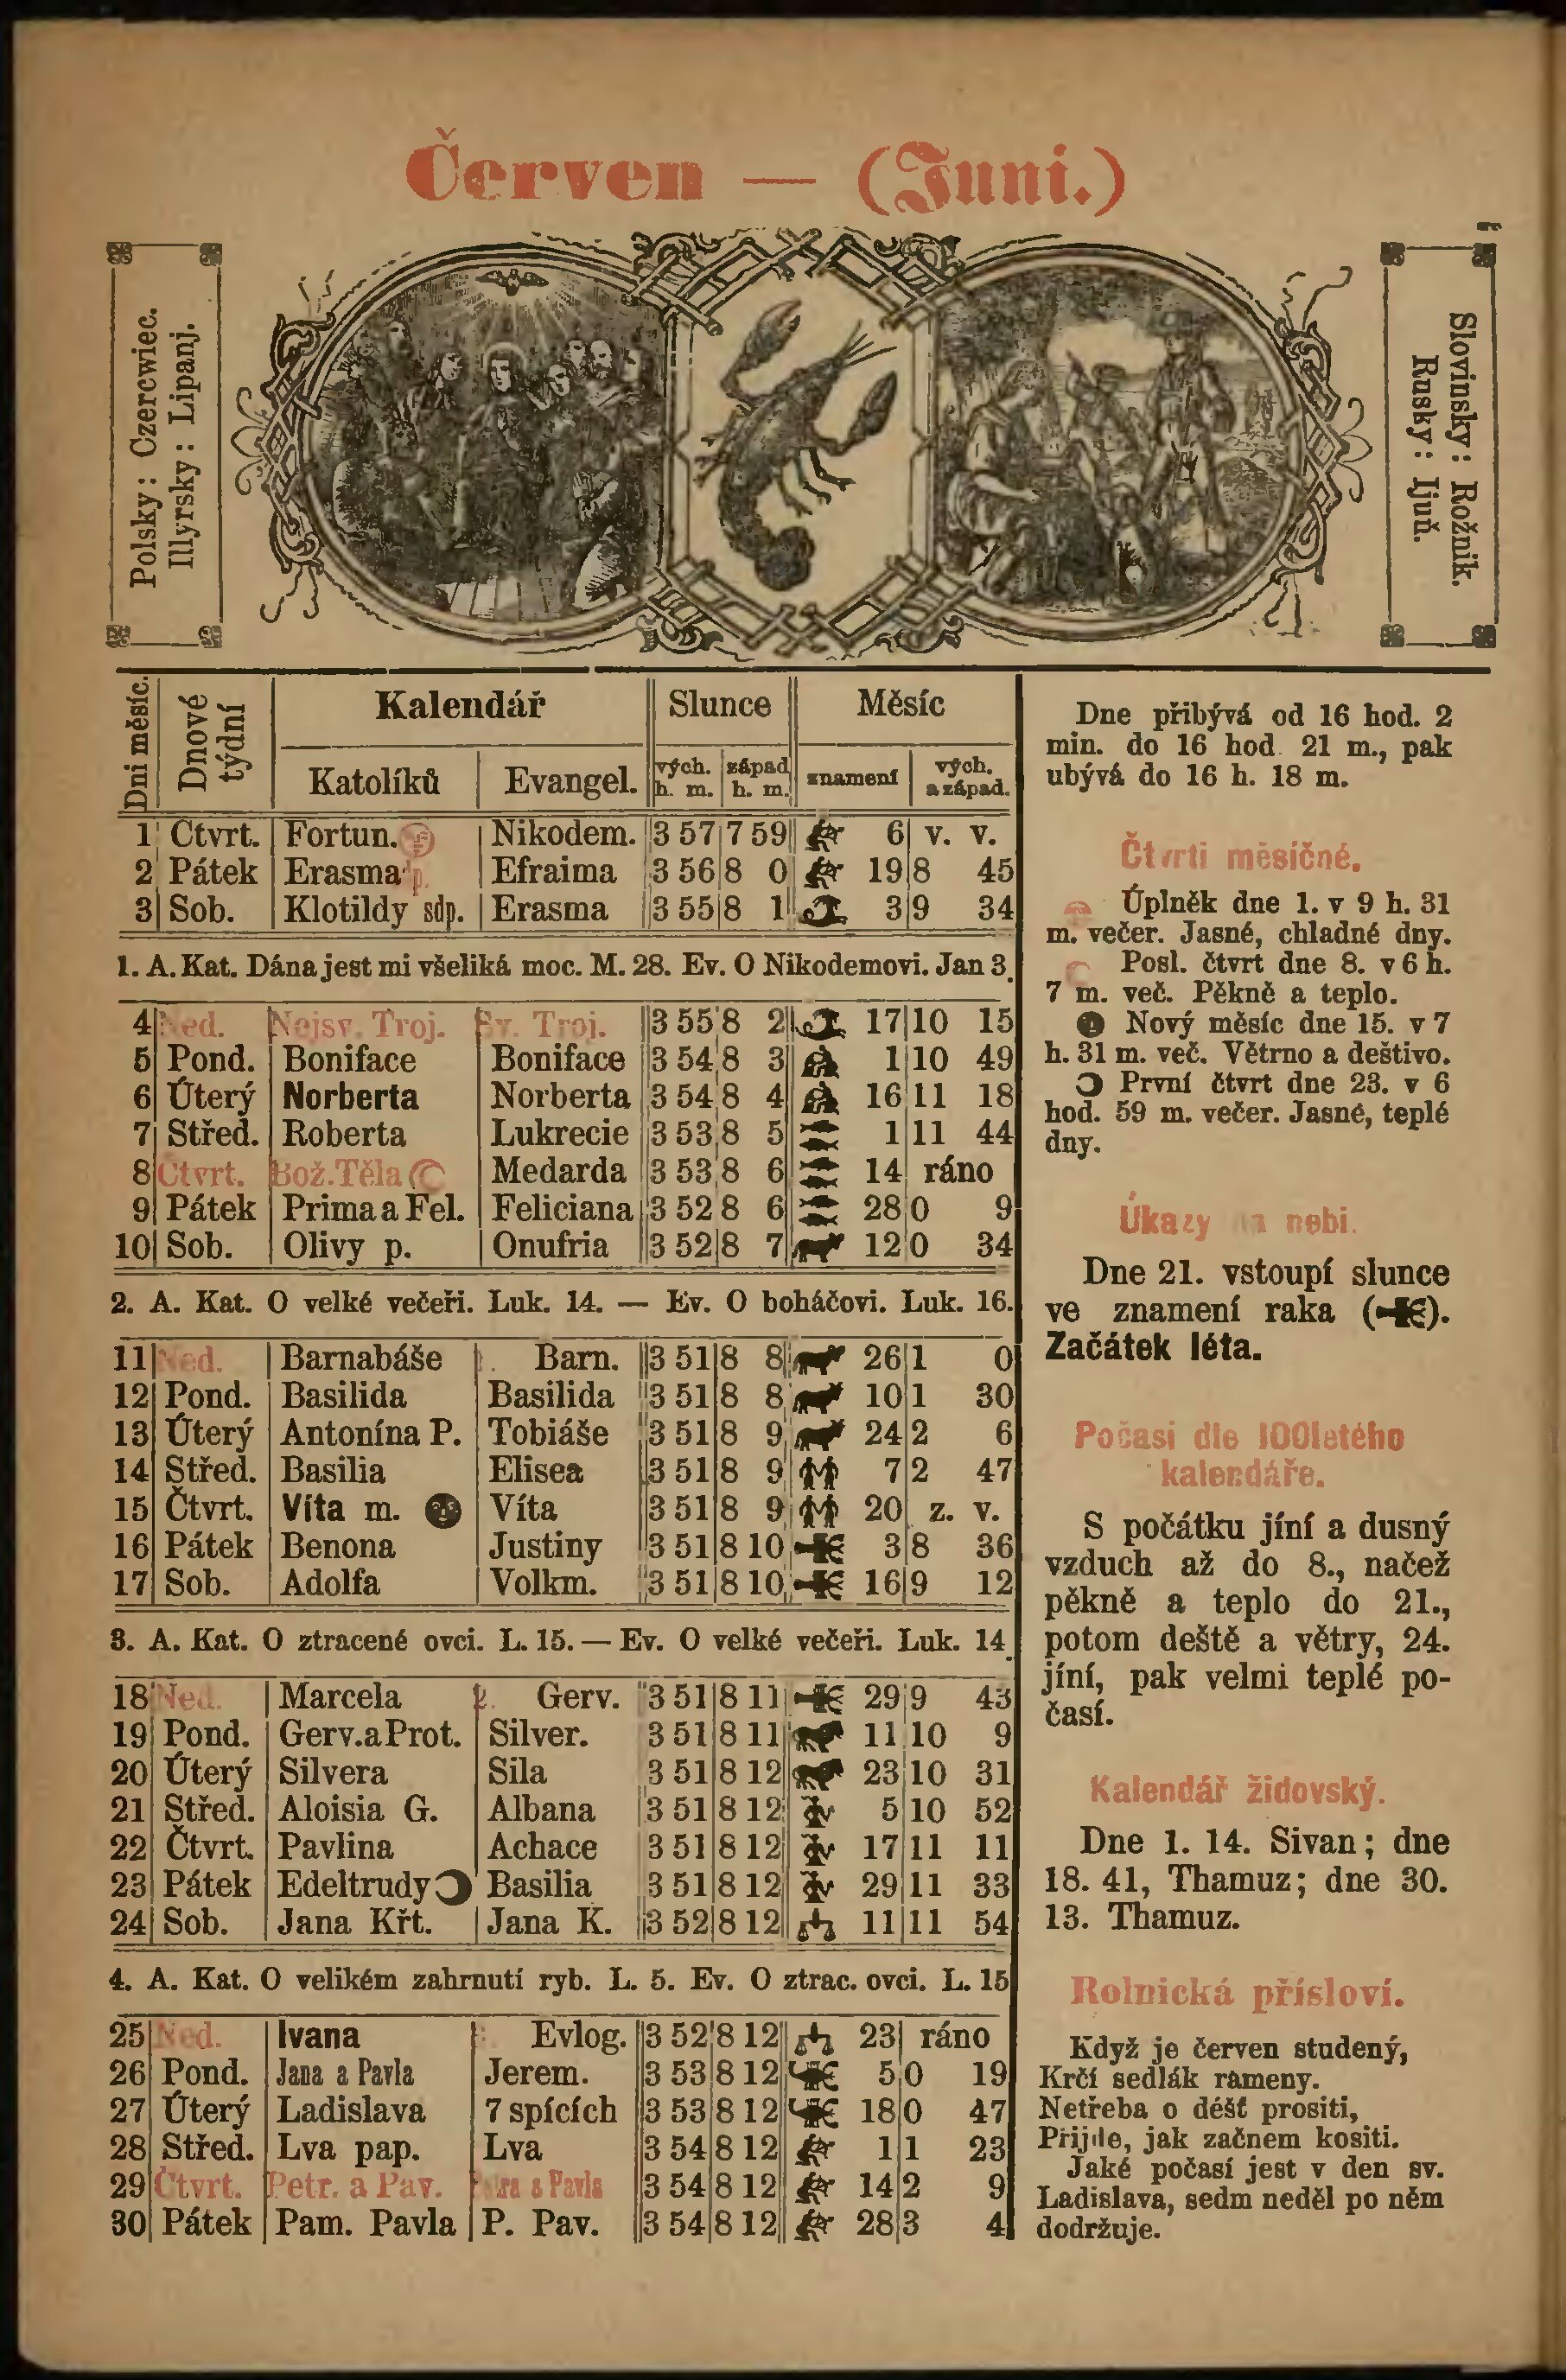 Červen — (Juni.)
Polsky: Czercwiec.
Illyrsky: Lipanj.
Slovinsky: Rožnik.
Rusky: Ijuň.
Dni měsíc.
Dnové týdní
Kalendář
Slunce
Měsíc
Katolíků
Evangel.
vých. h. m.
západ h. m.
znamení
vých. a západ.
1 Ctvrt. Fortun. Nikodem. 3 57 7 59 6 v. v.
2 Pátek Erasma Efraima 3 56 8 0 19 8 45
3 Sob. Klotildy sdp. Erasma 3 55 8 1 3 9 34
1. A. Kat. Dána jest mi všeliká moc. M. 28. Ev. O Nikodemovi. Jan 3.
4 Ned. Nejsv. Troj. Sv. Troj. 3 55 8 2 17 10 15
5 Pond. Boniface Boniface 3 54 8 3 1 10 49
6 Úterý Norberta Norberta 3 54 8 4 16 11 18
7 Střed. Roberta Lukrecie 3 53 8 5 1 11 44
8 Čtvrt. Bož. Těla Medarda 3 53 8 6 14 ráno
9 Pátek Prima a Fel. Feliciana 3 52 8 6 28 0 9
10 Sob. Olivy p. Onufria 3 52 8 7 12 0 34
2. A. Kat. O velké večeři. Luk. 14. — Ev. O boháčovi. Luk. 16.
11 Ned. Barnabáše Barn. 3 51 8 8 26 1 0
12 Pond. Basilida Basilida 3 51 8 8 10 1 30
13 Úterý Antonína P. Tobiáše 3 51 8 9 24 2 6
14 Střed. Basilia Elisea 3 51 8 9 7 2 47
15 Čtvrt. Víta m. Víta 3 51 8 9 20 z. v.
16 Pátek Benona Justiny 3 51 8 10 3 8 36
17 Sob. Adolfa Volkm. 3 51 8 10 16 9 12
3. A. Kat. O ztracené ovci. L. 15. — Ev. O velké večeři. Luk. 14.
18 Ned. Marcela 2. Gerv. 3 51 8 11 29 9 43
19 Pond. Gerv. a Prot. Silver. 3 51 8 11 11 10 9
20 Úterý Silvera Sila 3 51 8 12 23 10 31
21 Střed. Aloisia G. Albana 3 51 8 12 5 10 52
22 Čtvrt. Pavlina Achace 3 51 8 12 17 11 11
23 Pátek Edeltrudy Basilia 3 51 8 12 29 11 33
24 Sob. Jana Křt. Jana K. 3 52 8 12 11 11 54
4. A. Kat. O velikém zahrnutí ryb. L. 5. Ev. O ztrac. ovci. L. 15
25 Ned. Ivana Evlog. 3 52 8 12 23 ráno
26 Pond. Jana a Pavla Jerem. 3 53 8 12 5 0 19
27 Úterý Ladislava 7 spících 3 53 8 12 18 0 47
28 Střed. Lva pap. Lva 3 54 8 12 1 1 23
29 Čtvrt. Petr. a Pav. Petra a Pavla 3 54 8 12 14 2 9
30 Pátek Pam. Pavla P. Pav. 3 54 8 12 28 3 4
Dne přibývá od 16 hod. 2
min. do 16 hod 21 m., pak
ubývá do 16 h. 18 m.
Čtvrti měsičné.
Úplněk dne 1. v 9 h. 31
m. večer. Jasné, chladné dny.
Posl. čtvrt dne 8. v 6 h.
7 m. več. Pěkně a teplo.
Nový měsíc dne 15. v 7
h. 31 m. več. Větrno a deštivo.
První čtvrt dne 23. v 6
hod. 59 m. večer. Jasné, teplé
dny.
Úkazy na nebi.
Dne 21. vstoupí slunce
ve znamení raka ( ).
Začátek léta.
Počasi dle 100letého
kalendáře.
S počátku jíní a dusný
vzduch až do 8., načež
pěkně a teplo do 21.,
potom deště a větry, 24.
jíní, pak velmi teplé po-
časí.
Kalendář židovský.
Dne 1. 14. Sivan; dne
18. 41, Thamuz; dne 30.
13. Thamuz.
Rolnická přísloví.
Když je červen studený,
Krčí sedlák rameny.
Netřeba o déšť prositi,
Přijde, jak začnem kositi.
Jaké počasí jest v den sv.
Ladislava, sedm neděl po něm
dodržuje.